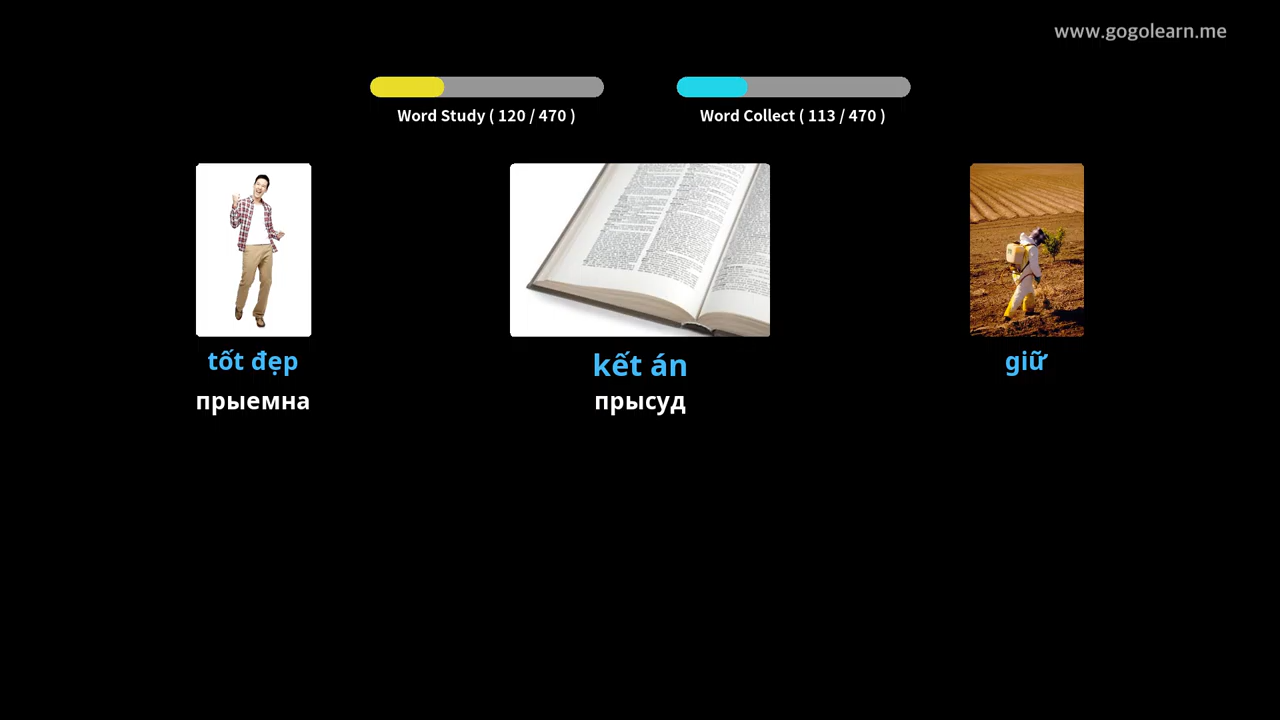 www.gogolearn.me
Word Study ( 120 / 470 )
Word Collect ( 113 / 470 )
tốt đẹp
прыемна
kết án
прысуд
giữ